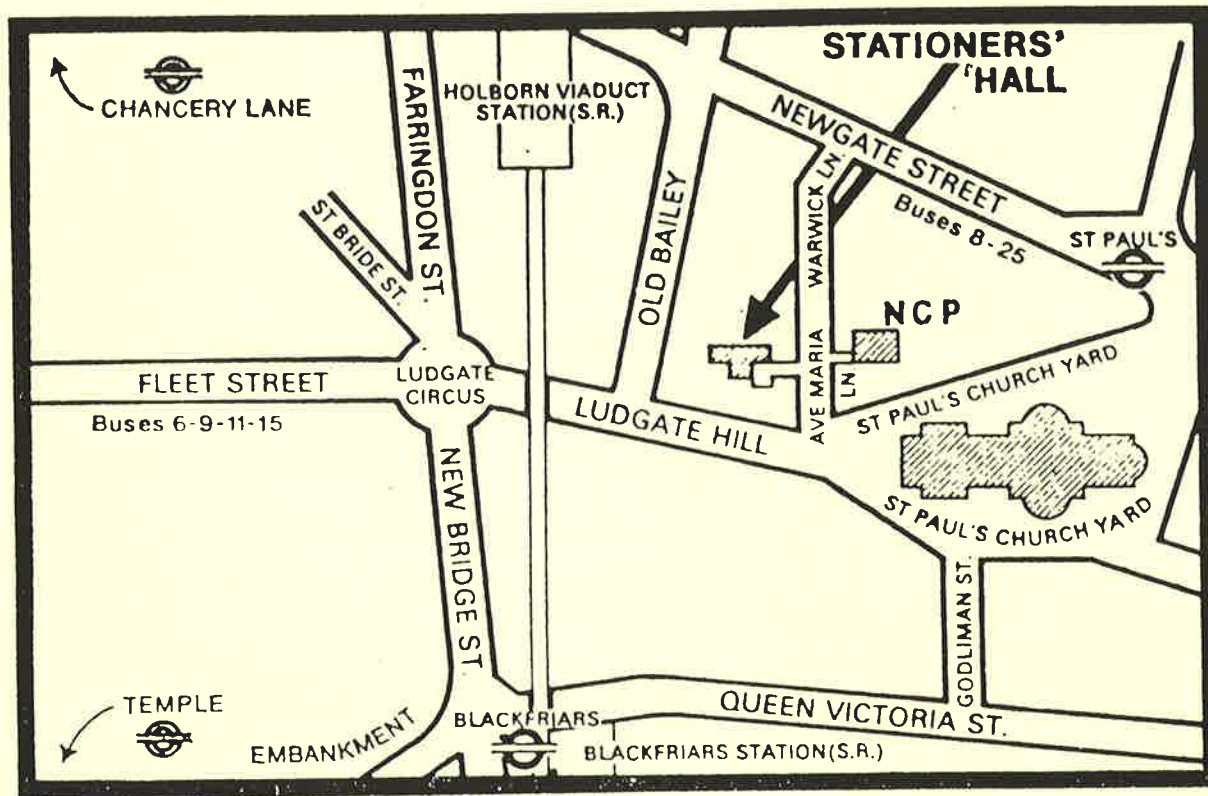 STATIONERS'
'HALL
CHANCERY LANE
FARRINGDON ST.
HOLBORN VIADUCT
STATION(S.R.)
NEWGATE STREET
Buses 8-25
WARWICK LN.
OLD BAILEY
ST BRIDE ST.
ST PAUL'S
NCP
FLEET STREET
Buses 6-9-11-15
LUDGATE
CIRCUS
LUDGATE HILL
AVE MARIA
LN
ST PAUL'S CHURCH YARD
ST PAUL'S CHURCH YARD
NEW BRIDGE ST.
GODLIMAN ST.
TEMPLE
EMBANKMENT
BLACKFRIARS
BLACKFRIARS STATION(S.R.)
QUEEN VICTORIA ST.